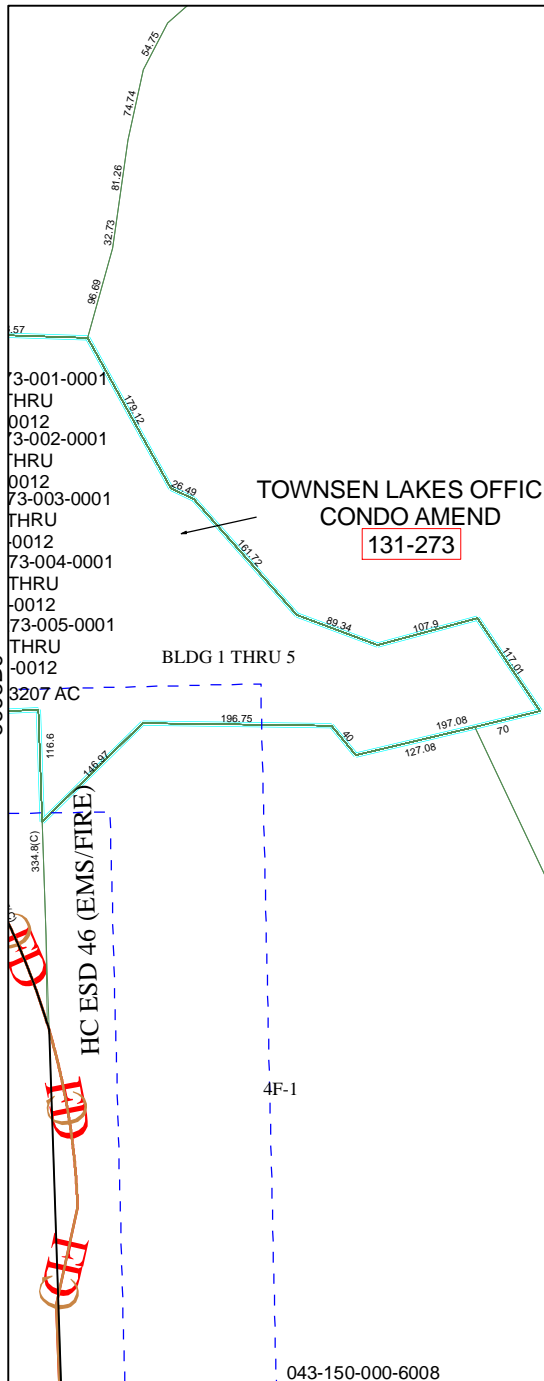 54.75
74.74
81.26
32.73
96.69
.57
73-001-0001
THRU
0012
73-002-0001
THRU
0012
73-003-0001
THRU
-0012
73-004-0001
THRU
-0012
73-005-0001
THRU
-0012
3207 AC
179.12
26.49
161.72
TOWNSEN LAKES OFFIC
CONDO AMEND
131-273
89.34
107.9
117.01
BLDG 1 THRU 5
196.75
40
197.08
127.08
70
116.6
146.97
334.8(C)
HC ESD 46 (EMS/FIRE)
4F-1
043-150-000-6008